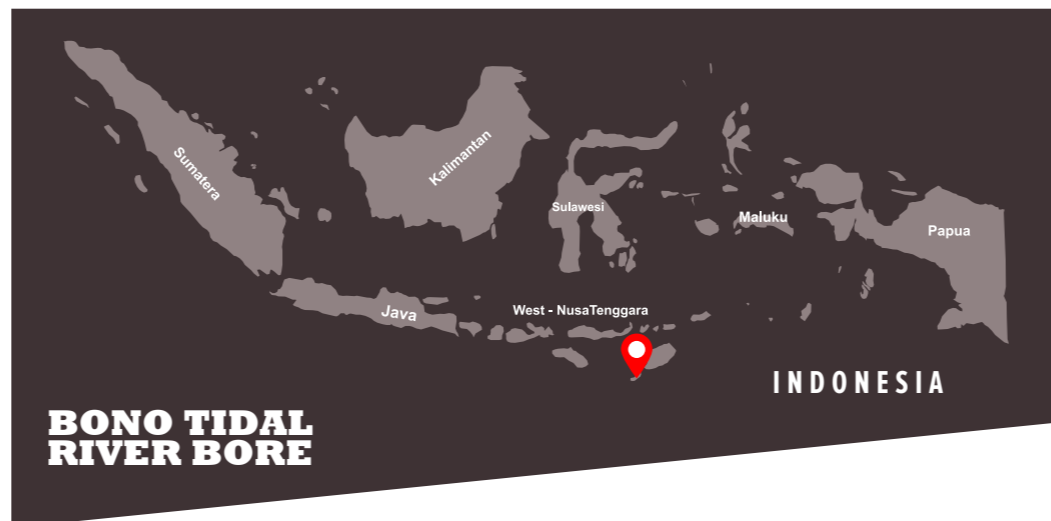 Sumatera
Kalimantan
Sulawesi
Maluku
Papua
West - NusaTenggara
Java
INDONESIA
BONO TIDAL
RIVER BORE